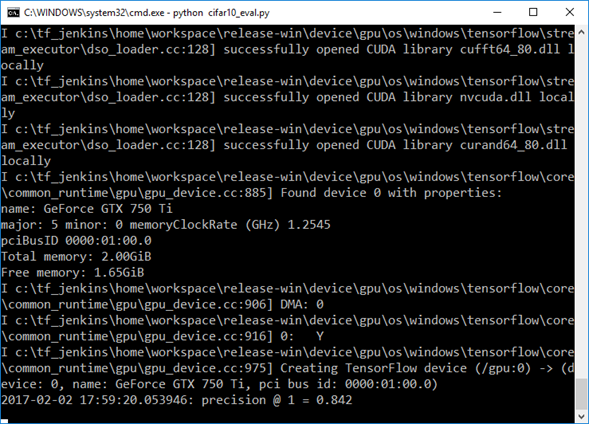 C:\WINDOWS\system32\cmd.exe - python  cifar10_eval.py
I c:\tf_jenkins\home\workspace\release-win\device\gpu\os\windows\tensorflow\stre
am_executor\dso_loader.cc:128] successfully opened CUDA library cufft64_80.dll l
ocally
I c:\tf_jenkins\home\workspace\release-win\device\gpu\os\windows\tensorflow\stre
am_executor\dso_loader.cc:128] successfully opened CUDA library nvcuda.dll local
ly
I c:\tf_jenkins\home\workspace\release-win\device\gpu\os\windows\tensorflow\stre
am_executor\dso_loader.cc:128] successfully opened CUDA library curand64_80.dll
locally
I c:\tf_jenkins\home\workspace\release-win\device\gpu\os\windows\tensorflow\core
\common_runtime\gpu\gpu_device.cc:885] Found device 0 with properties:
name: GeForce GTX 750 Ti
major: 5 minor: 0 memoryClockRate (GHz) 1.2545
pciBusID 0000:01:00.0
Total memory: 2.00GiB
Free memory: 1.65GiB
I c:\tf_jenkins\home\workspace\release-win\device\gpu\os\windows\tensorflow\core
\common_runtime\gpu\gpu_device.cc:906] DMA: 0
I c:\tf_jenkins\home\workspace\release-win\device\gpu\os\windows\tensorflow\core
\common_runtime\gpu\gpu_device.cc:916] 0:   Y
I c:\tf_jenkins\home\workspace\release-win\device\gpu\os\windows\tensorflow\core
\common_runtime\gpu\gpu_device.cc:975] Creating TensorFlow device (/gpu:0) -> (d
evice: 0, name: GeForce GTX 750 Ti, pci bus id: 0000:01:00.0)
2017-02-02 17:59:20.053946: precision @ 1 = 0.842